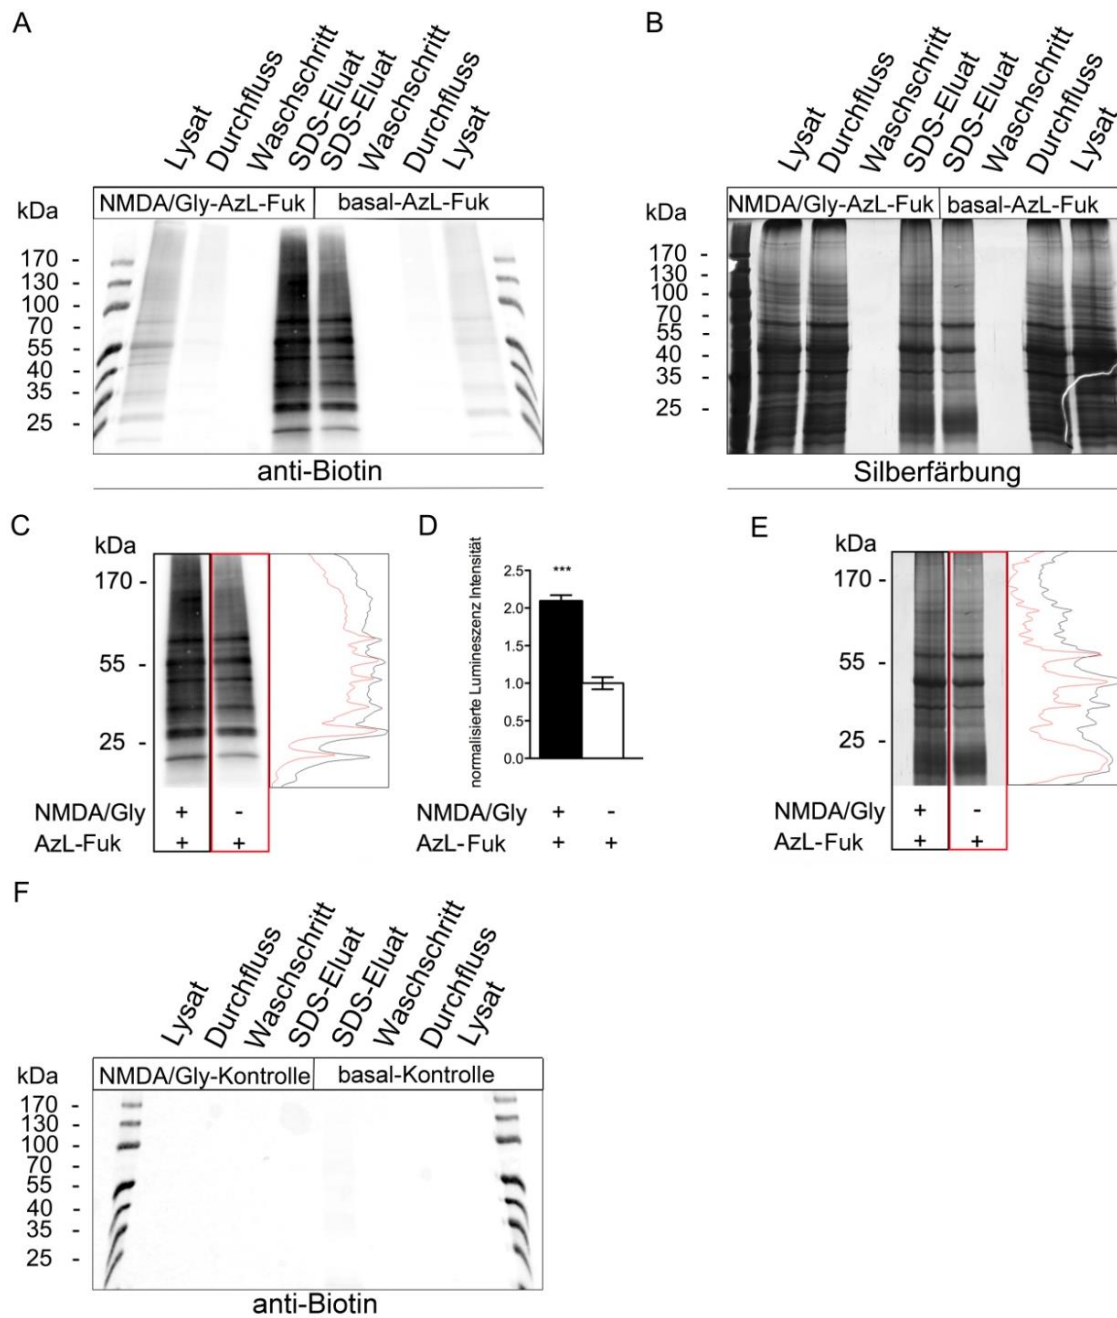 A
Lysat
Durchfluss
Waschschritt
SDS-Eluat
SDS-Eluat
Waschschritt
Durchfluss
Lysat
kDa
NMDA/Gly-AzL-Fuk
basal-AzL-Fuk
170 -
130 -
100 -
70 -
55 -
40 -
35 -
25 -
anti-Biotin
B
Lysat
Durchfluss
Waschschritt
SDS-Eluat
SDS-Eluat
Waschschritt
Durchfluss
Lysat
kDa
NMDA/Gly-AzL-Fuk
basal-AzL-Fuk
170 -
130 -
100 -
70 -
55 -
40 -
35 -
25 -
Silberfärbung
C
kDa
170 -
55 -
25 -
NMDA/Gly + -
AzL-Fuk + +
D
normalisierte Lumineszenz Intensität
2.5
2.0
1.5
1.0
0.5
0.0
***
NMDA/Gly + -
AzL-Fuk + +
E
kDa
170 -
55 -
25 -
NMDA/Gly + -
AzL-Fuk + +
F
Lysat
Durchfluss
Waschschritt
SDS-Eluat
SDS-Eluat
Waschschritt
Durchfluss
Lysat
kDa
NMDA/Gly-Kontrolle
basal-Kontrolle
170 -
130 -
100 -
70 -
55 -
40 -
35 -
25 -
anti-Biotin